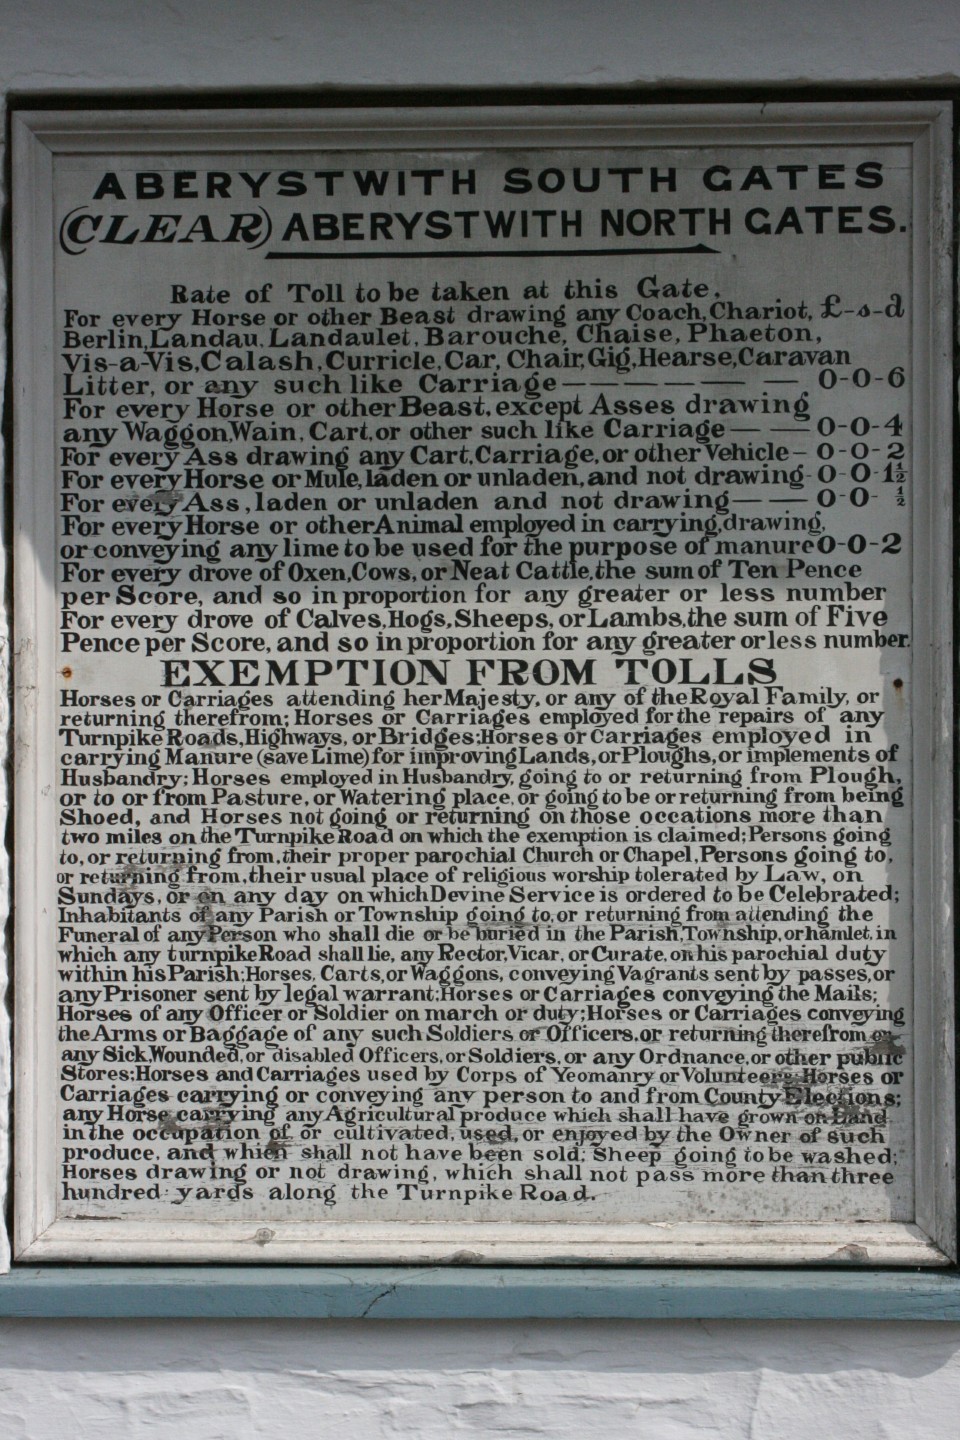 ABERYSTWITH SOUTH GATES
(CLEAR) ABERYSTWITH NORTH GATES.
Rate of Toll to be taken at this Gate,
For every Horse or other Beast drawing any Coach, Chariot, £-s-d
Berlin, Landau, Landaulet, Barouche, Chaise, Phaeton,
Vis-a-Vis, Calash, Curricle, Car, Chair, Gig, Hearse, Caravan
Litter, or any such like Carriage — — — — — — 0-0-6
For every Horse or other Beast, except Asses drawing
any Waggon, Wain, Cart, or other such like Carriage — — 0-0-4
For every Ass drawing any Cart, Carriage, or other Vehicle – 0-0-2
For every Horse or Mule, laden or unladen, and not drawing - 0-0-1½
For every Ass, laden or unladen and not drawing — — 0-0-½
For every Horse or other Animal employed in carrying, drawing,
or conveying any lime to be used for the purpose of manure 0-0-2
For every drove of Oxen, Cows, or Neat Cattle, the sum of Ten Pence
per Score, and so in proportion for any greater or less number
For every drove of Calves, Hogs, Sheeps, or Lambs, the sum of Five
Pence per Score, and so in proportion for any greater or less number.
EXEMPTION FROM TOLLS
Horses or Carriages attending her Majesty, or any of the Royal Family, or
returning therefrom; Horses or Carriages employed for the repairs of any
Turnpike Roads, Highways, or Bridges; Horses or Carriages employed in
carrying Manure (save Lime) for improving Lands, or Ploughs, or implements of
Husbandry; Horses employed in Husbandry, going to or returning from Plough,
or to or from Pasture, or Watering place, or going to be or returning from being
Shoed, and Horses not going or returning on those occations more than
two miles on the Turnpike Road on which the exemption is claimed; Persons going
to, or returning from, their proper parochial Church or Chapel, Persons going to,
or returning from, their usual place of religious worship tolerated by Law, on
Sundays, or on any day on which Devine Service is ordered to be Celebrated;
Inhabitants of any Parish or Township going to, or returning from attending the
Funeral of any Person who shall die or be buried in the Parish, Township, or hamlet, in
which any turnpike Road shall lie, any Rector, Vicar, or Curate, on his parochial duty
within his Parish; Horses, Carts, or Waggons, conveying Vagrants sent by passes, or
any Prisoner sent by legal warrant; Horses or Carriages conveying the Mails;
Horses of any Officer or Soldier on march or duty; Horses or Carriages conveying
the Arms or Baggage of any such Soldiers or Officers, or returning therefrom or
any Sick, Wounded, or disabled Officers, or Soldiers, or any Ordnance, or other public
Stores; Horses and Carriages used by Corps of Yeomanry or Volunteers; Horses or
Carriages carrying or conveying any person to and from County Elections;
any Horse carrying any Agricultural produce which shall have grown on Land
in the occupation of or cultivated, used, or enjoyed by the Owner of such
produce, and which shall not have been sold; Sheep going to be washed;
Horses drawing or not drawing, which shall not pass more than three
hundred yards along the Turnpike Road.